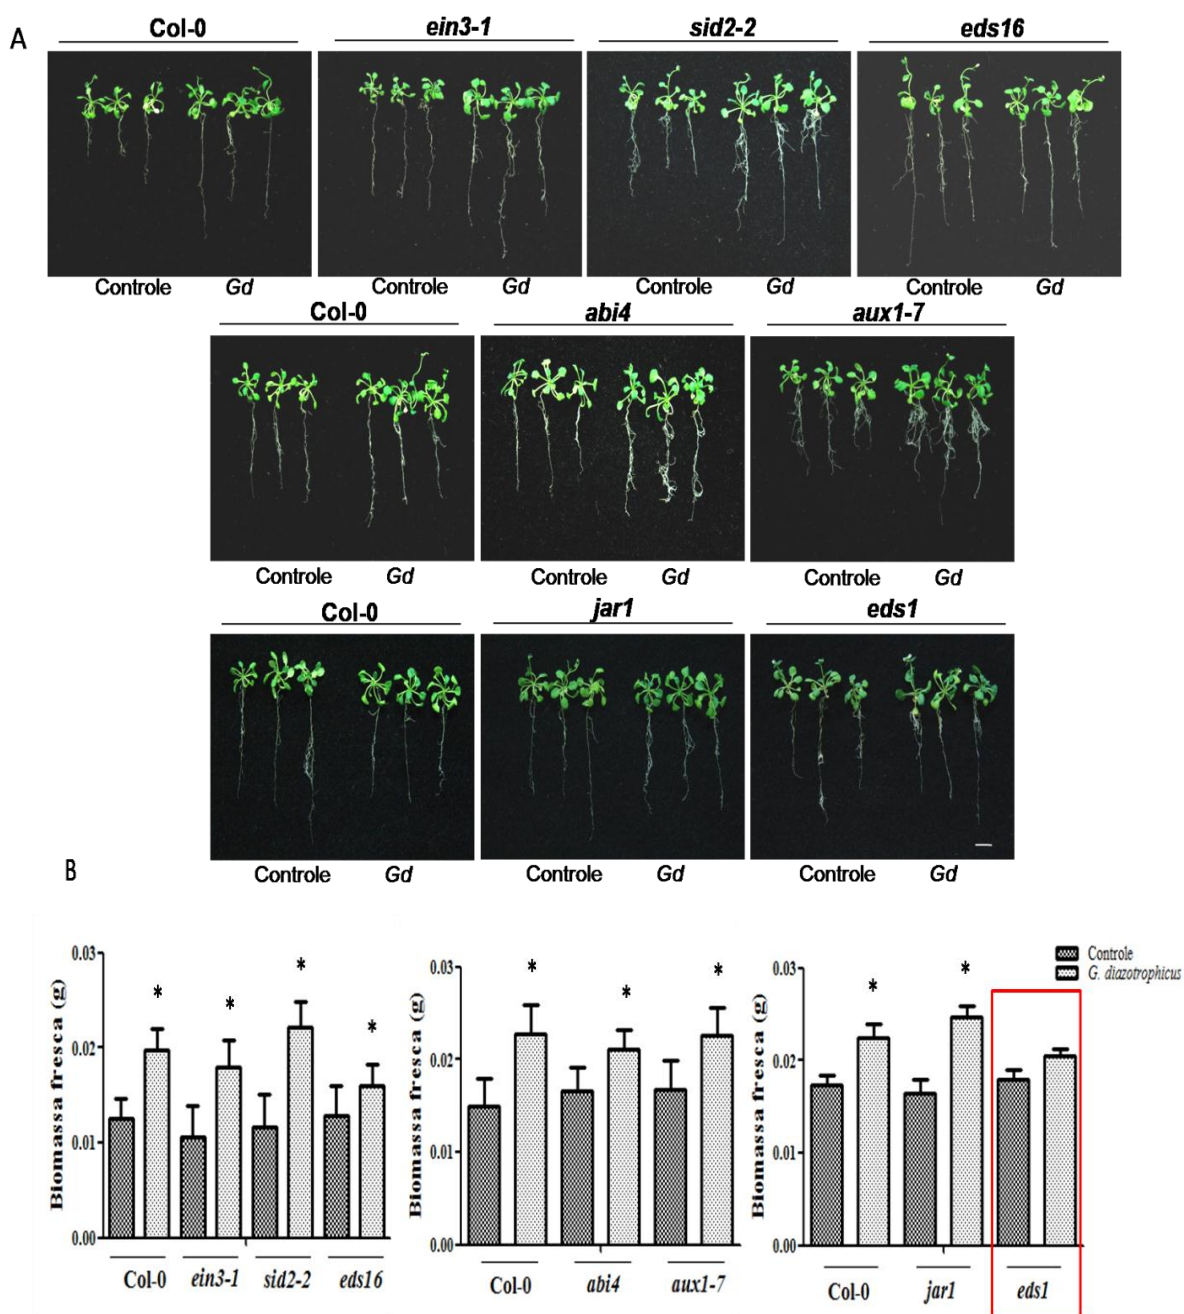 A
Col-0 ein3-1 sid2-2 eds16
Controle Gd Controle Gd Controle Gd Controle Gd
Col-0 abi4 aux1-7
Controle Gd Controle Gd Controle Gd
Col-0 jar1 eds1
Controle Gd Controle Gd Controle Gd
B
Controle
G. diazotrophicus
Biomassa fresca (g)
0.03
0.02
0.01
0.00
* * * *
Col-0 ein3-1 sid2-2 eds16
Biomassa fresca (g)
0.03
0.02
0.01
0.00
* * *
Col-0 abi4 aux1-7
Biomassa fresca (g)
0.03
0.02
0.01
0.00
* *
Col-0 jar1 eds1